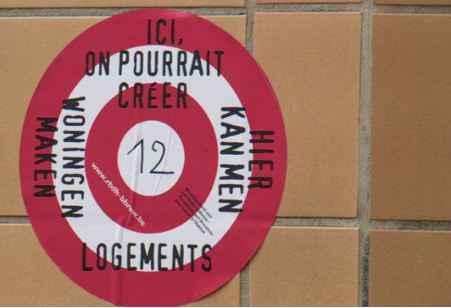 ICI,
ON POURRAIT
CRÉER
12
LOGEMENTS
HIER
KAN MEN
WONINGEN
MAKEN
www.rbdh-bbrow.be